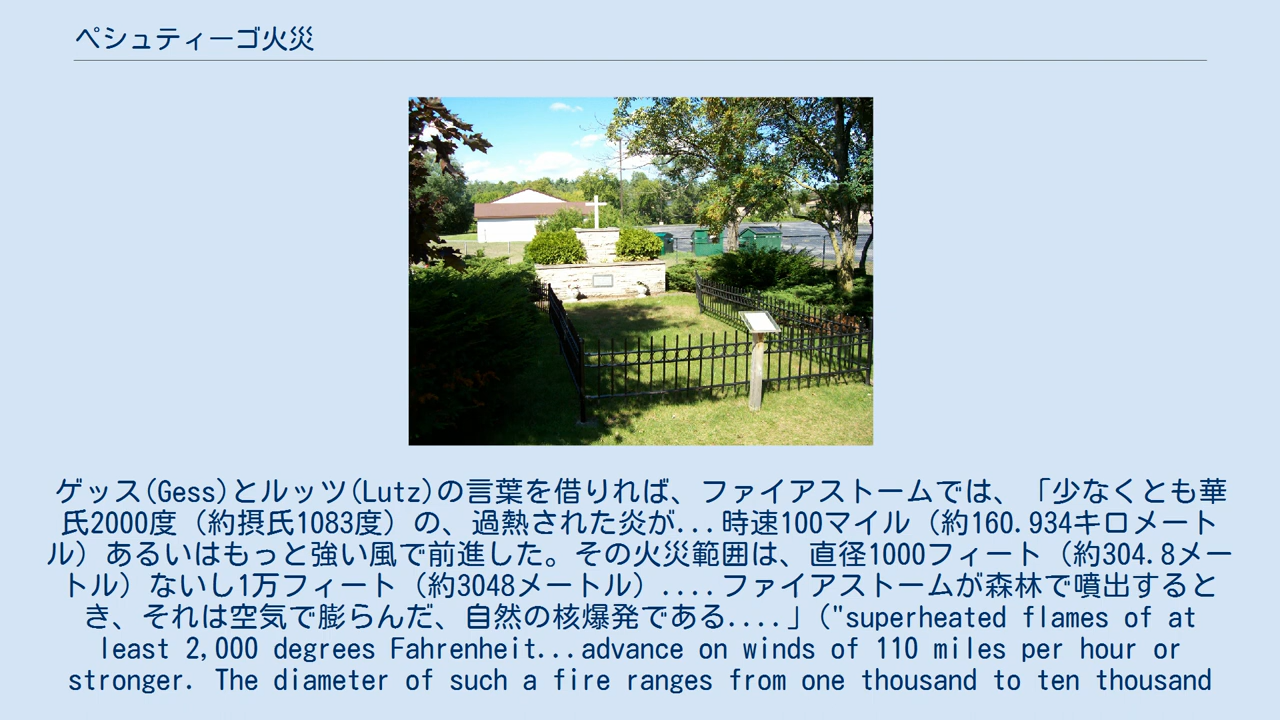 ペシュティーゴ火災
ゲッス(Gess)とルッツ(Lutz)の言葉を借りれば、ファイアストームでは、「少なくとも華
氏2000度（約摂氏1083度）の、過熱された炎が...時速100マイル（約160.934キロメート
ル）あるいはもっと強い風で前進した。その火災範囲は、直径1000フィート（約304.8メー
トル）ないし1万フィート（約3048メートル）....ファイアストームが森林で噴出すると
き、それは空気で膨らんだ、自然の核爆発である....」("superheated flames of at
least 2,000 degrees Fahrenheit...advance on winds of 110 miles per hour or
stronger. The diameter of such a fire ranges from one thousand to ten thousand